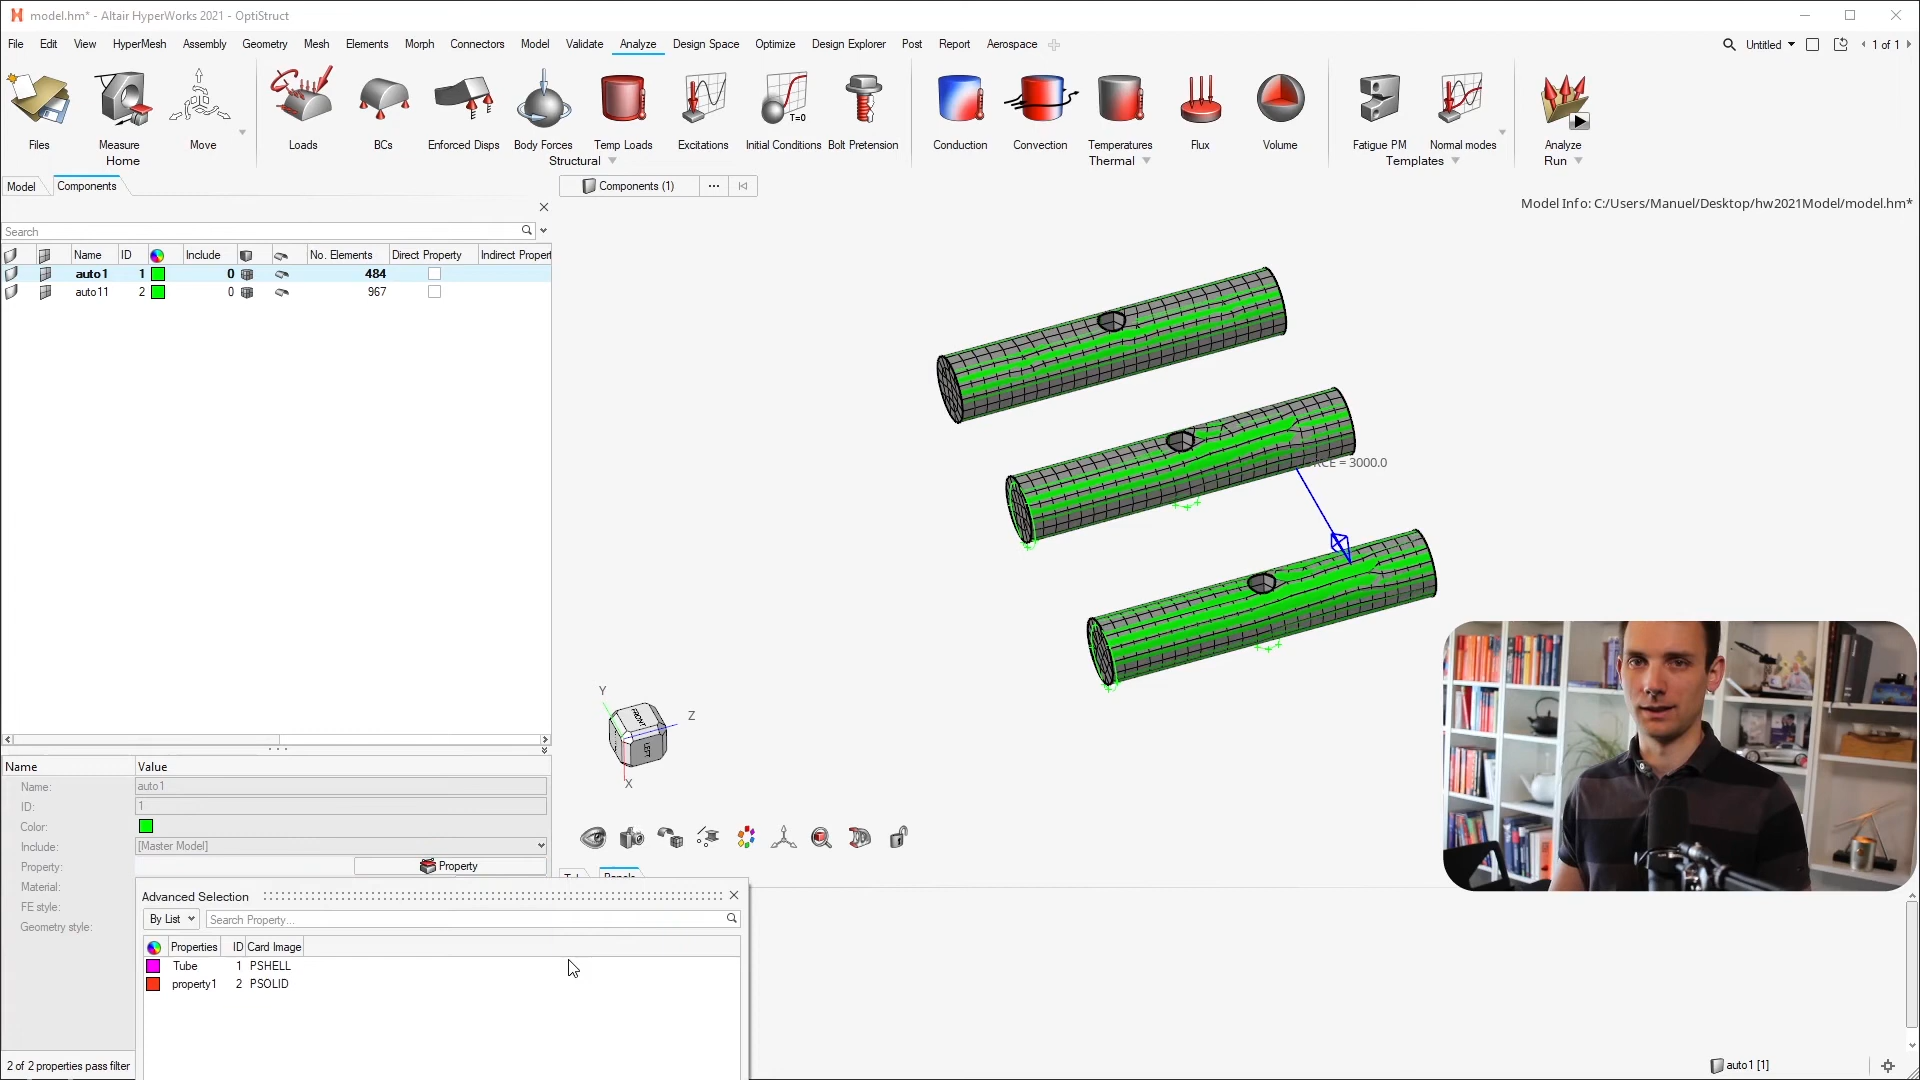 model.hm* - Altair HyperWorks 2021 - OptiStruct
File Edit View HyperMesh Assembly Geometry Mesh Elements Morph Connectors Model Validate Analyze Design Space Optimize Design Explorer Post Report Aerospace Untitled 1 of 1
T=0
Files Measure Move Loads BCs Enforced Disps Body Forces Temp Loads Excitations Initial Conditions Bolt Pretension Conduction Convection Temperatures Flux Volume Fatigue PM Normal modes Analyze
Home Structural Thermal Templates Run
Model Components Components (1) ...
Model Info: C:/Users/Manuel/Desktop/hw2021Model/model.hm*
Search
Name ID Include No. Elements Direct Property Indirect Propert
auto1 1 0 484
auto11 2 0 967
RCE = 3000.0
Y
Z
X
FRONT
LEFT
Name Value
Name: auto1
ID: 1
Color:
Include: [Master Model]
Property: Property
Material:
FE style:
Geometry style:
Advanced Selection
By List Search Property...
Properties ID Card Image
Tube 1 PSHELL
property1 2 PSOLID
2 of 2 properties pass filter
auto1 [1]